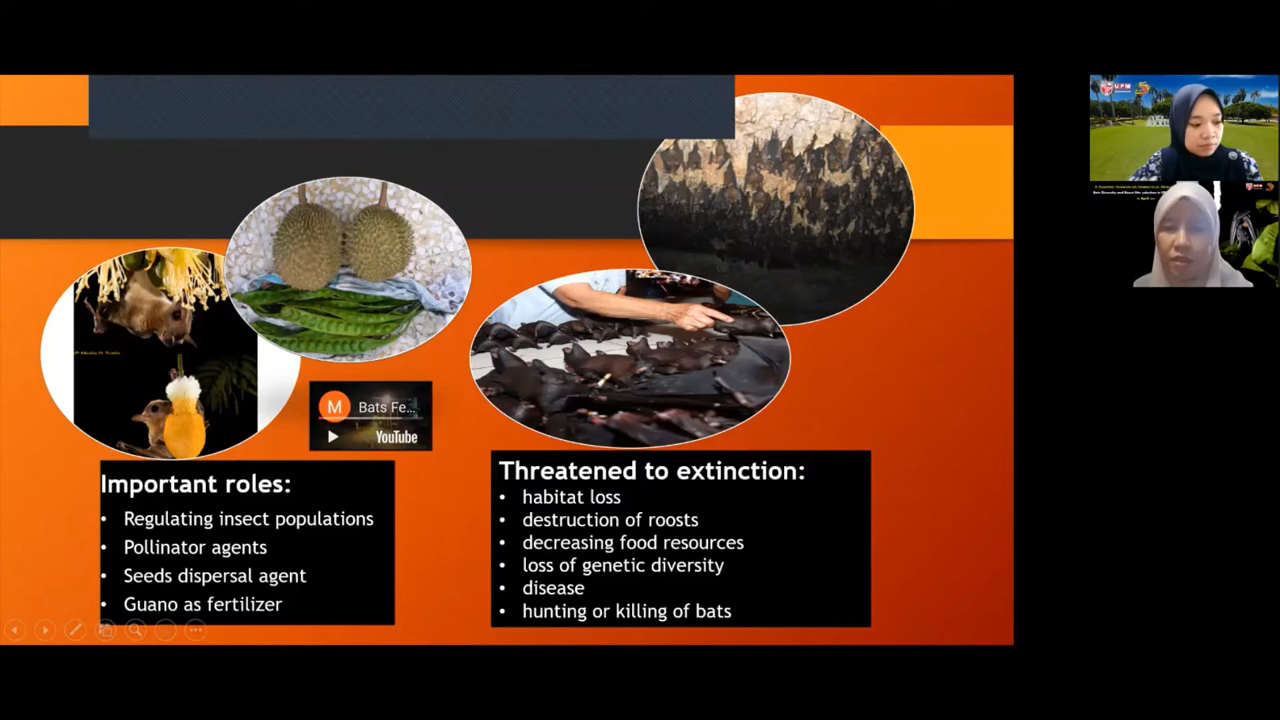 M Bats Fe...
YouTube
Important roles:
• Regulating insect populations
• Pollinator agents
• Seeds dispersal agent
• Guano as fertilizer
Threatened to extinction:
• habitat loss
• destruction of roosts
• decreasing food resources
• loss of genetic diversity
• disease
• hunting or killing of bats
UPM